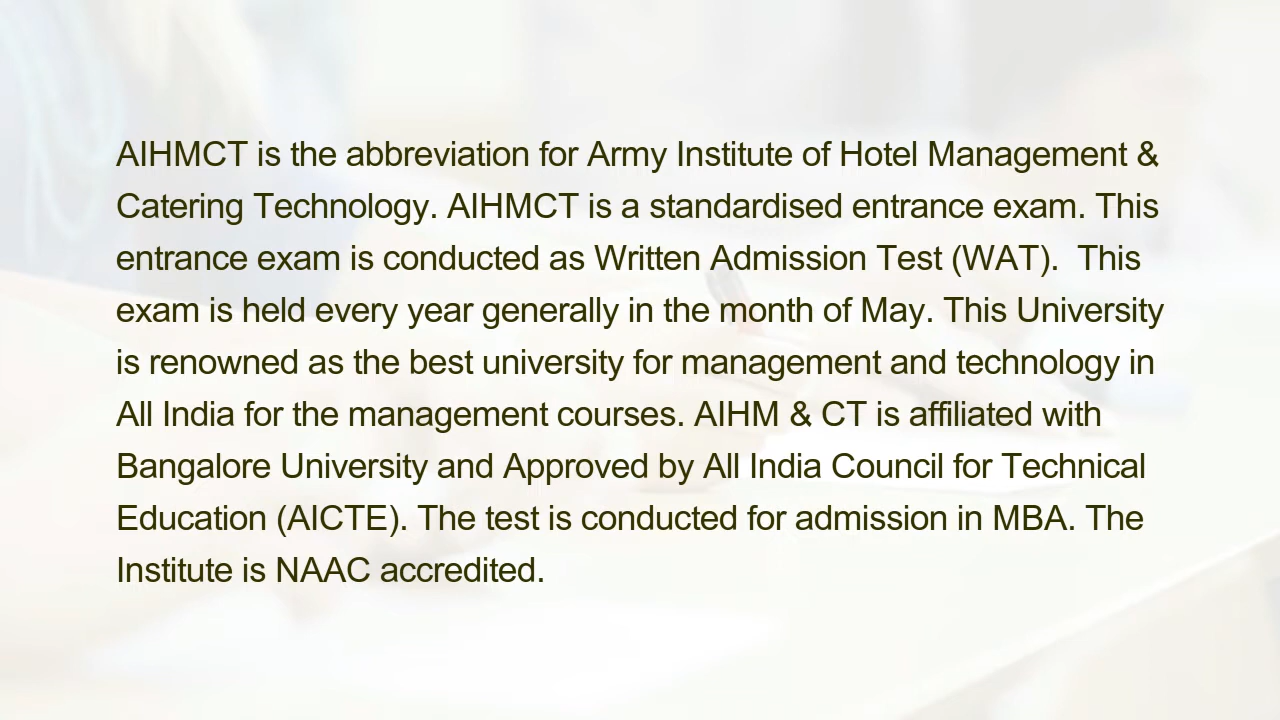 AIHMCT is the abbreviation for Army Institute of Hotel Management &
Catering Technology. AIHMCT is a standardised entrance exam. This
entrance exam is conducted as Written Admission Test (WAT).  This
exam is held every year generally in the month of May. This University
is renowned as the best university for management and technology in
All India for the management courses. AIHM & CT is affiliated with
Bangalore University and Approved by All India Council for Technical
Education (AICTE). The test is conducted for admission in MBA. The
Institute is NAAC accredited.